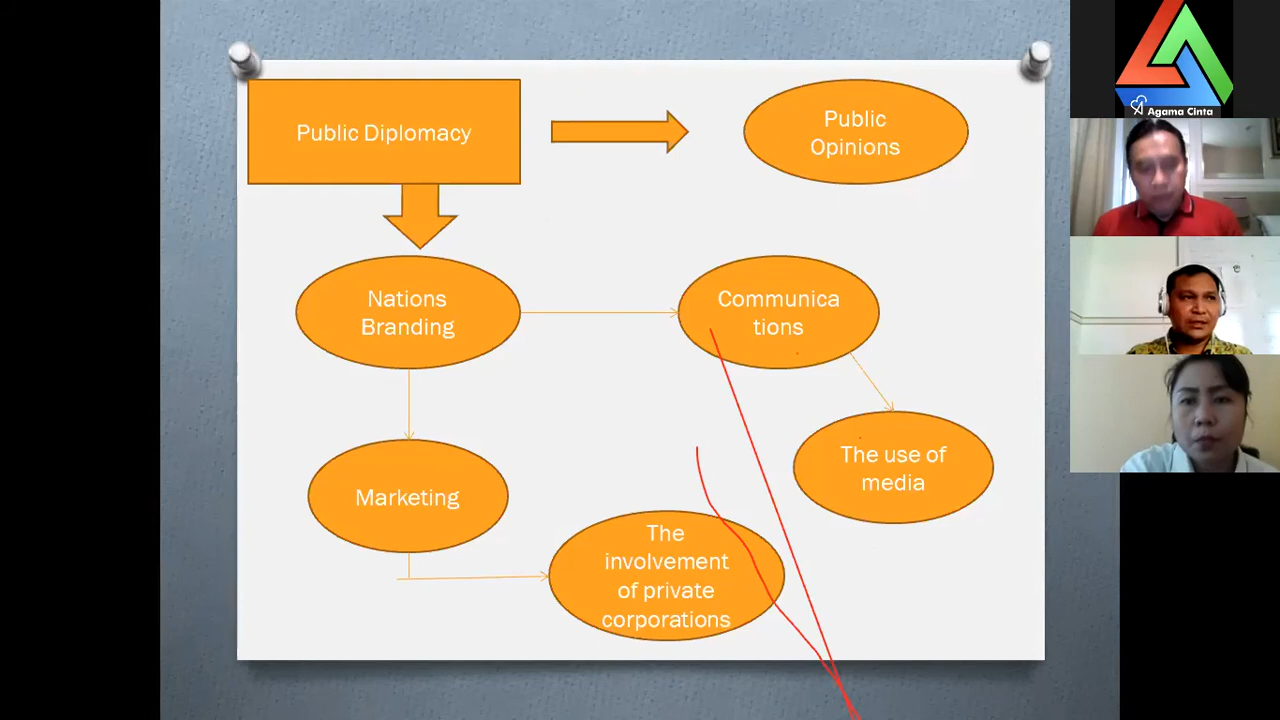 Public Diplomacy
Public
Opinions
Nations
Branding
Communica
tions
The use of
media
Marketing
The
involvement
of private
corporations
Agama Cinta